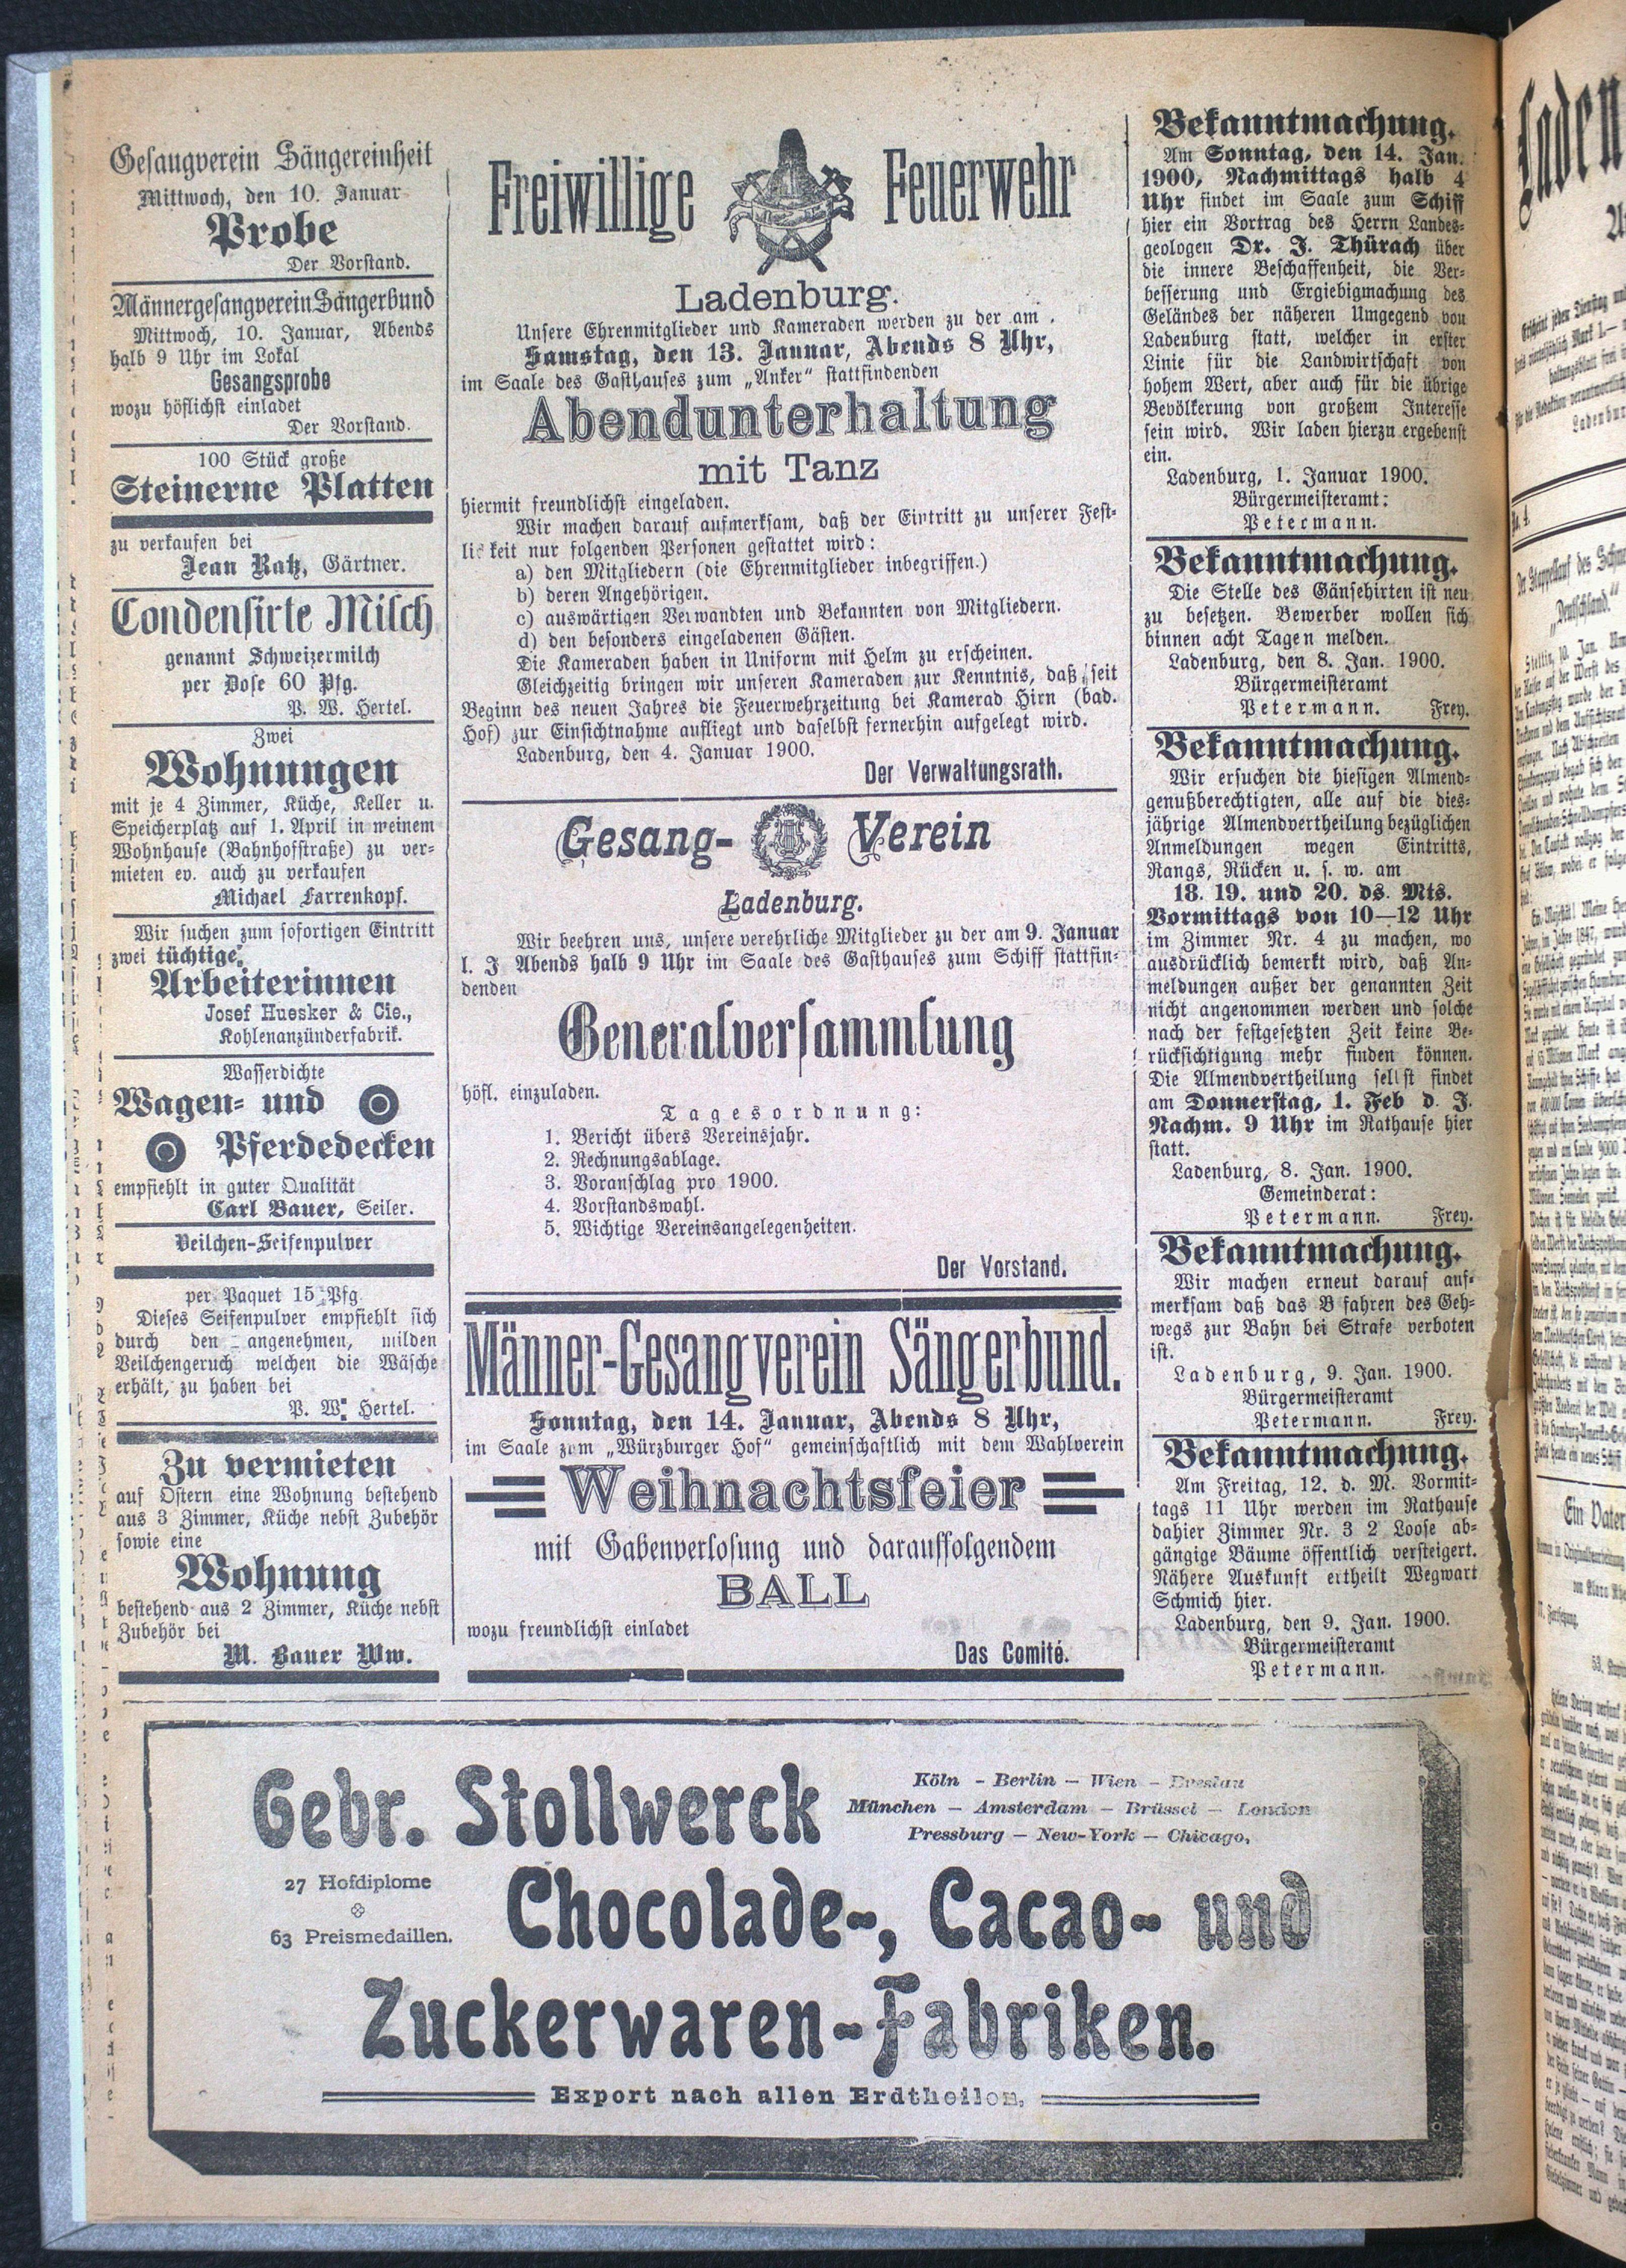 Gesangverein Sängereinheit
Mittwoch, den 10. Januar
Probe
Der Vorstand.
Männergesangverein Sängerbund
Mittwoch, 10. Januar, Abends
halb 9 Uhr im Lokal
Gesangsprobe
wozu höflichst einladet
Der Vorstand.
100 Stück große
Steinerne Platten
zu verkaufen bei
Jean Ratz, Gärtner.
Condensirte Milch
genannt Schweizermilch
per Dose 60 Pfg.
P. W. Hertel.
Zwei
Wohnungen
mit je 4 Zimmer, Küche, Keller u.
Speicherplatz auf 1. April in meinem
Wohnhause (Bahnhofstraße) zu ver-
mieten ev. auch zu verkaufen
Michael Farrenkopf.
Wir suchen zum sofortigen Eintritt
zwei tüchtige
Arbeiterinnen
Josef Huesker & Cie.,
Kohlenanzünderfabrik.
Wasserdichte
Wagen- und
Pferdedecken
empfiehlt in guter Qualität
Carl Bauer, Seiler.
Veilchen-Seifenpulver
per Paquet 15 Pfg
Dieses Seifenpulver empfiehlt sich
durch den angenehmen, milden
Veilchengeruch welchen die Wäsche
erhält, zu haben bei
P. W. Hertel.
Zu vermieten
auf Ostern eine Wohnung bestehend
aus 3 Zimmer, Küche nebst Zubehör
sowie eine
Wohnung
bestehend aus 2 Zimmer, Küche nebst
Zubehör bei
M. Bauer Ww.
Freiwillige Feuerwehr
Ladenburg.
Unsere Ehrenmitglieder und Kameraden werden zu der am
Samstag, den 13. Januar, Abends 8 Uhr,
im Saale des Gasthauses zum „Anker“ stattfindenden
Abendunterhaltung
mit Tanz
hiermit freundlichst eingeladen.
Wir machen darauf aufmerksam, daß der Eintritt zu unserer Fest-
lichkeit nur folgenden Personen gestattet wird:
a) den Mitgliedern (die Ehrenmitglieder inbegriffen.)
b) deren Angehörigen.
c) auswärtigen Verwandten und Bekannten von Mitgliedern.
d) den besonders eingeladenen Gästen.
Die Kameraden haben in Uniform mit Helm zu erscheinen.
Gleichzeitig bringen wir unseren Kameraden zur Kenntnis, daß seit
Beginn des neuen Jahres die Feuerwehrzeitung bei Kamerad Hirn (bad.
Hof) zur Einsichtnahme aufliegt und daselbst fernerhin aufgelegt wird.
Ladenburg, den 4. Januar 1900.
Der Verwaltungsrath.
Gesang- Verein
Ladenburg.
Wir beehren uns, unsere verehrliche Mitglieder zu der am 9. Januar
l. J Abends halb 9 Uhr im Saale des Gasthauses zum Schiff stattfin-
denden
Generalversammlung
höfl. einzuladen.
Tagesordnung:
1. Bericht übers Vereinsjahr.
2. Rechnungsablage.
3. Voranschlag pro 1900.
4. Vorstandswahl.
5. Wichtige Vereinsangelegenheiten.
Der Vorstand.
Männer-Gesangverein Sängerbund.
Sonntag, den 14. Januar, Abends 8 Uhr,
im Saale zum „Würzburger Hof“ gemeinschaftlich mit dem Wahlverein
Weihnachtsfeier
mit Gabenverlosung und darauffolgendem
BALL
wozu freundlichst einladet
Das Comité.
Bekanntmachung.
Am Sonntag, den 14. Jan.
1900, Nachmittags halb 4
Uhr findet im Saale zum Schiff
hier ein Vortrag des Herrn Landes-
geologen Dr. J. Thürach über
die innere Beschaffenheit, die Ver-
besserung und Ergiebigmachung des
Geländes der näheren Umgegend von
Ladenburg statt, welcher in erster
Linie für die Landwirtschaft von
hohem Wert, aber auch für die übrige
Bevölkerung von großem Interesse
sein wird. Wir laden hierzu ergebenst
ein.
Ladenburg, 1. Januar 1900.
Bürgermeisteramt:
Petermann.
Bekanntmachung.
Die Stelle des Gänsehirten ist neu
zu besetzen. Bewerber wollen sich
binnen acht Tagen melden.
Ladenburg, den 8. Jan. 1900.
Bürgermeisteramt
Petermann. Frey.
Bekanntmachung.
Wir ersuchen die hiesigen Almend-
genußberechtigten, alle auf die dies-
jährige Almendvertheilung bezüglichen
Anmeldungen wegen Eintritts,
Rangs, Rücken u. s. w. am
18. 19. und 20. ds. Mts.
Vormittags von 10—12 Uhr
im Zimmer Nr. 4 zu machen, wo
ausdrücklich bemerkt wird, daß An-
meldungen außer der genannten Zeit
nicht angenommen werden und solche
nach der festgesetzten Zeit keine Be-
rücksichtigung mehr finden können.
Die Almendvertheilung selbst findet
am Donnerstag, 1. Feb d. J.
Nachm. 9 Uhr im Rathause hier
statt.
Ladenburg, 8. Jan. 1900.
Gemeinderat:
Petermann. Frey.
Bekanntmachung.
Wir machen erneut darauf auf-
merksam daß das B fahren des Geh-
wegs zur Bahn bei Strafe verboten
ist.
Ladenburg, 9. Jan. 1900.
Bürgermeisteramt
Petermann. Frey.
Bekanntmachung.
Am Freitag, 12. d. M. Vormit-
tags 11 Uhr werden im Rathause
dahier Zimmer Nr. 3 2 Loose ab-
gängige Bäume öffentlich versteigert.
Nähere Auskunft ertheilt Wegwart
Schmich hier.
Ladenburg, den 9. Jan. 1900.
Bürgermeisteramt
Petermann.
Gebr. Stollwerck
Köln – Berlin – Wien – Breslau
München – Amsterdam – Brüssel – London
Pressburg – New-York – Chicago.
27 Hofdiplome
63 Preismedaillen.
Chocolade-, Cacao- und
Zuckerwaren-Fabriken.
Export nach allen Erdtheilen.